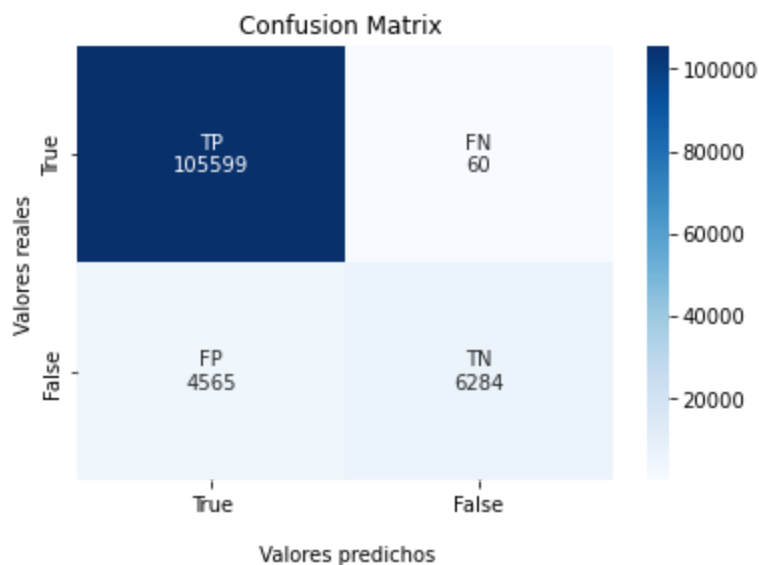 Confusion Matrix
TP
105599
FN
60
FP
4565
TN
6284
True
False
Valores reales
True
False
Valores predichos
100000
80000
60000
40000
20000